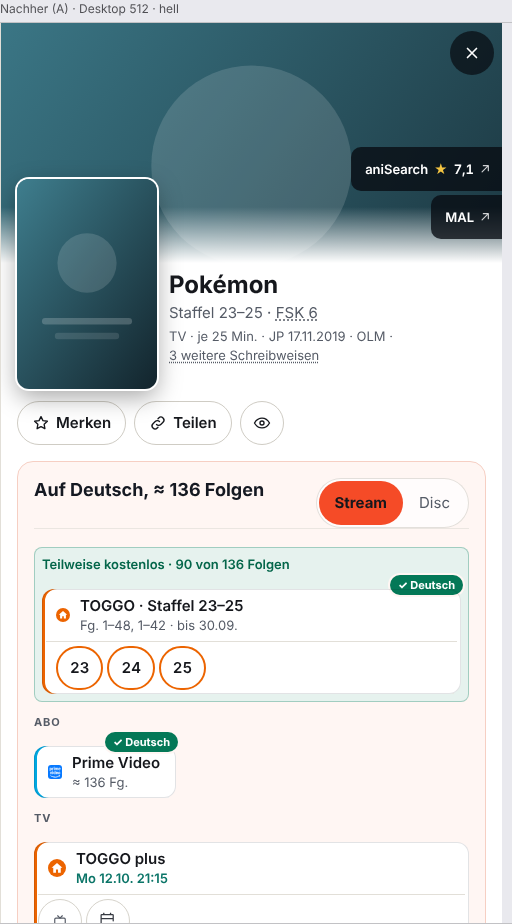 Nachher (A) · Desktop 512 · hell
aniSearch ★ 7,1 ↗
MAL ↗
Pokémon
Staffel 23–25 · FSK 6
TV · je 25 Min. · JP 17.11.2019 · OLM ·
3 weitere Schreibweisen
Merken
Teilen
Auf Deutsch, ≈ 136 Folgen
Stream
Disc
Teilweise kostenlos · 90 von 136 Folgen
✓ Deutsch
TOGGO · Staffel 23–25
Fg. 1–48, 1–42 · bis 30.09.
23
24
25
ABO
✓ Deutsch
prime video
Prime Video
≈ 136 Fg.
TV
TOGGO plus
Mo 12.10. 21:15